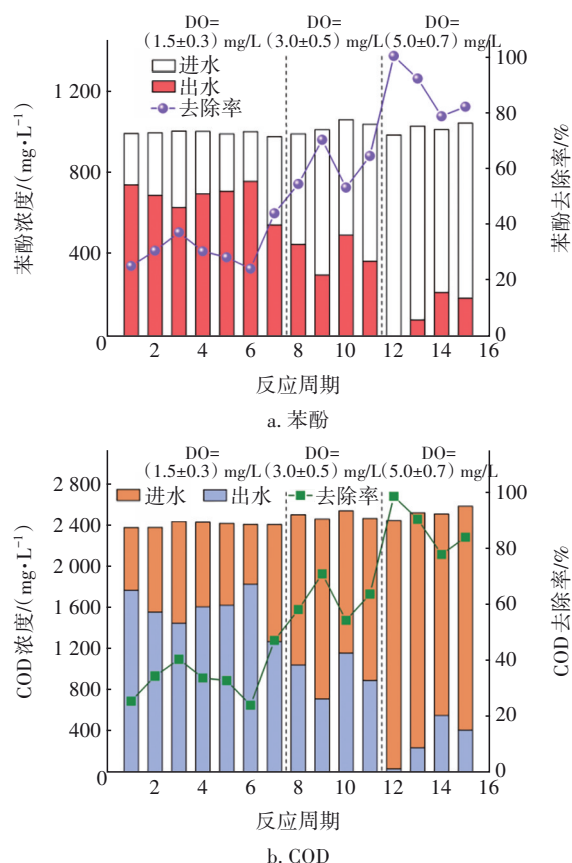 DO= DO= DO=
(1.5±0.3) mg/L (3.0±0.5) mg/L (5.0±0.7) mg/L
进水
出水
去除率
苯酚浓度/(mg·L⁻¹)
1 200
800
400
0
苯酚去除率/%
100
80
60
40
20
0
2 4 6 8 10 12 14 16
反应周期
a. 苯酚
DO= DO= DO=
(1.5±0.3) mg/L (3.0±0.5) mg/L (5.0±0.7) mg/L
进水 出水 去除率
COD 浓度/(mg·L⁻¹)
2 800
2 400
2 000
1 600
1 200
800
400
0
COD 去除率/%
100
80
60
40
20
0
2 4 6 8 10 12 14 16
反应周期
b. COD